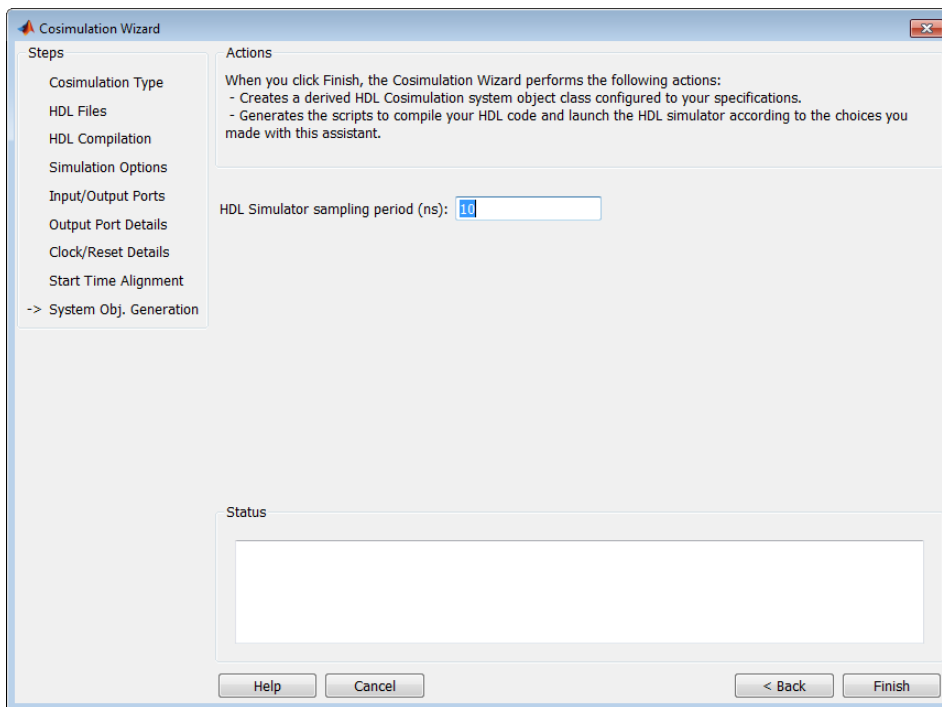 Cosimulation Wizard
Steps
Cosimulation Type
HDL Files
HDL Compilation
Simulation Options
Input/Output Ports
Output Port Details
Clock/Reset Details
Start Time Alignment
-> System Obj. Generation
Actions
When you click Finish, the Cosimulation Wizard performs the following actions:
- Creates a derived HDL Cosimulation system object class configured to your specifications.
- Generates the scripts to compile your HDL code and launch the HDL simulator according to the choices you
made with this assistant.
HDL Simulator sampling period (ns): 10
Status
Help Cancel < Back Finish